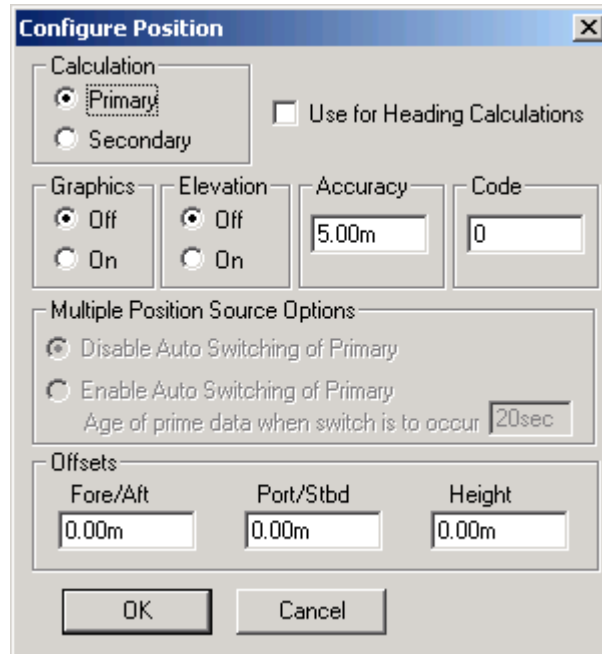 Configure Position
Calculation
Primary
Secondary
Use for Heading Calculations
Graphics
Off
On
Elevation
Off
On
Accuracy
5.00m
Code
0
Multiple Position Source Options
Disable Auto Switching of Primary
Enable Auto Switching of Primary
Age of prime data when switch is to occur 20sec
Offsets
Fore/Aft Port/Stbd Height
0.00m 0.00m 0.00m
OK Cancel